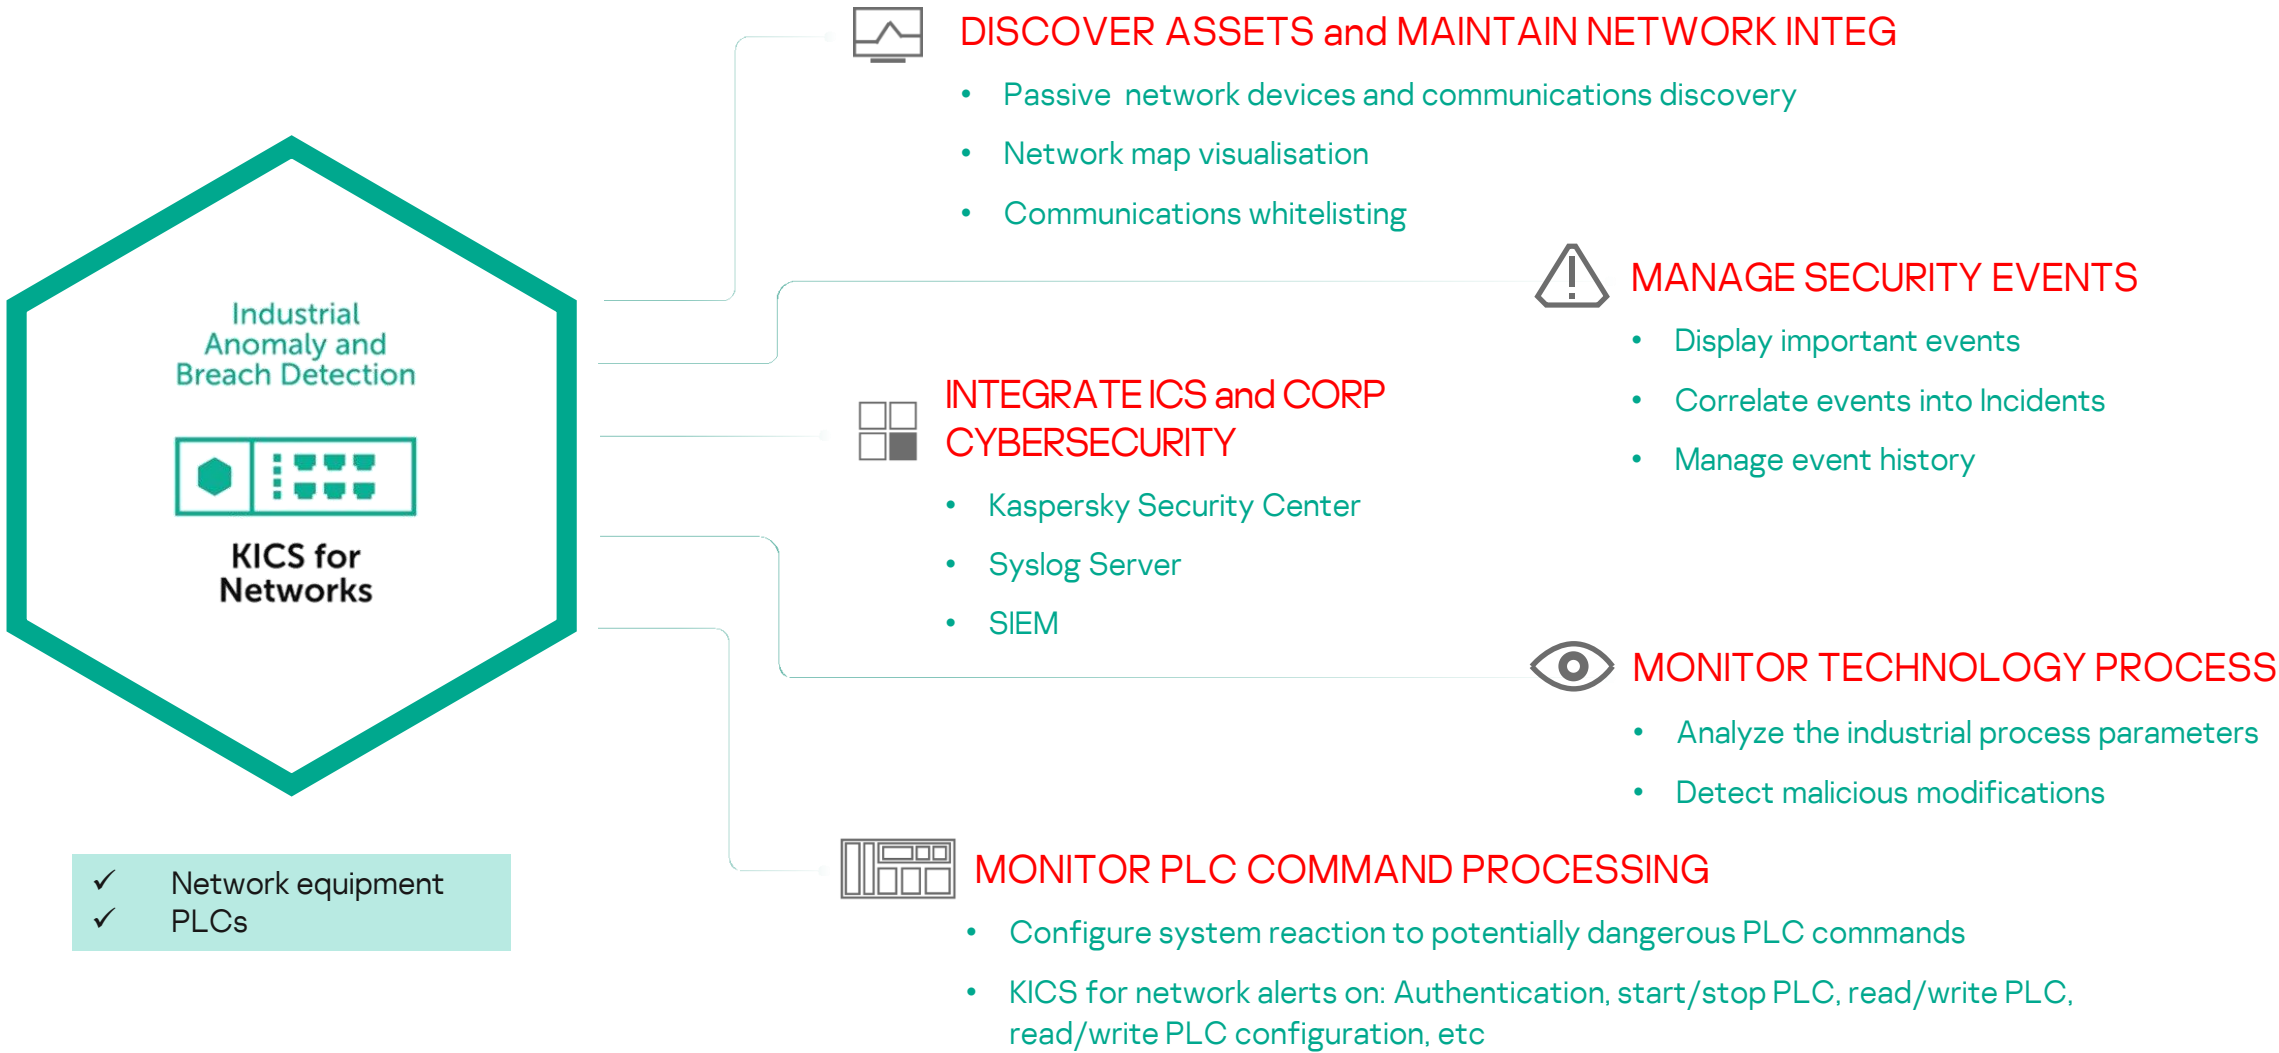 Industrial
Anomaly and
Breach Detection
KICS for
Networks
✓ Network equipment
✓ PLCs
DISCOVER ASSETS and MAINTAIN NETWORK INTEG
• Passive network devices and communications discovery
• Network map visualisation
• Communications whitelisting
MANAGE SECURITY EVENTS
• Display important events
• Correlate events into Incidents
• Manage event history
INTEGRATE ICS and CORP
CYBERSECURITY
• Kaspersky Security Center
• Syslog Server
• SIEM
MONITOR TECHNOLOGY PROCESS
• Analyze the industrial process parameters
• Detect malicious modifications
MONITOR PLC COMMAND PROCESSING
• Configure system reaction to potentially dangerous PLC commands
• KICS for network alerts on: Authentication, start/stop PLC, read/write PLC,
read/write PLC configuration, etc